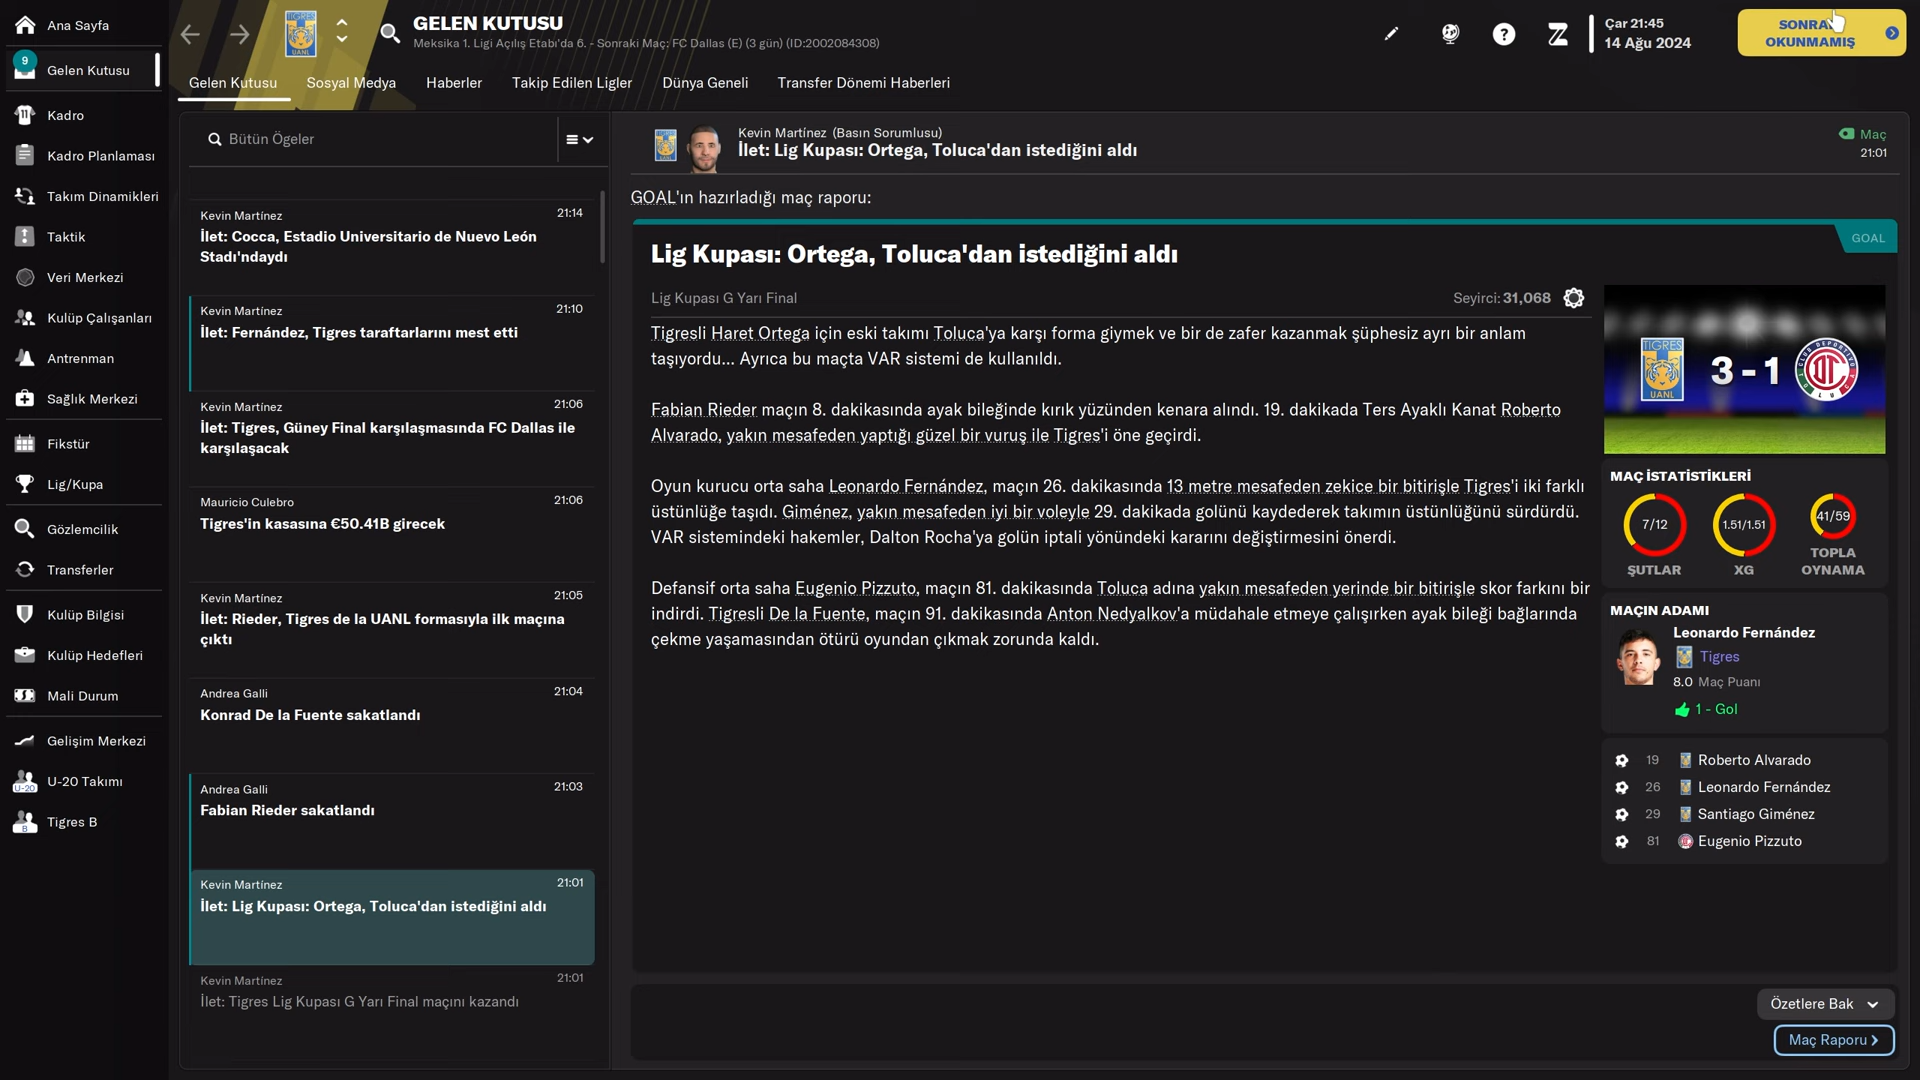 Ana Sayfa
9
Gelen Kutusu
Kadro
Kadro Planlaması
Takım Dinamikleri
Taktik
Veri Merkezi
Kulüp Çalışanları
Antrenman
Sağlık Merkezi
Fikstür
Lig/Kupa
Gözlemcilik
Transferler
Kulüp Bilgisi
Kulüp Hedefleri
Mali Durum
Gelişim Merkezi
U-20 Takımı
U-20
Tigres B
B
TIGRES
UANL
GELEN KUTUSU
Meksika 1. Ligi Açılış Etabı'da 6. - Sonraki Maç: FC Dallas (E) (3 gün) (ID:2002084308)
Çar 21:45
14 Ağu 2024
OKUNMAMIŞ
Gelen Kutusu
Sosyal Medya
Haberler
Takip Edilen Ligler
Dünya Geneli
Transfer Dönemi Haberleri
Bütün Ögeler
Kevin Martínez 21:14
İlet: Cocca, Estadio Universitario de Nuevo León
Stadı'ndaydı
Kevin Martínez 21:10
İlet: Fernández, Tigres taraftarlarını mest etti
Kevin Martínez 21:06
İlet: Tigres, Güney Final karşılaşmasında FC Dallas ile
karşılaşacak
Mauricio Culebro 21:06
Tigres'in kasasına €50.41B girecek
Kevin Martínez 21:05
İlet: Rieder, Tigres de la UANL formasıyla ilk maçına
çıktı
Andrea Galli 21:04
Konrad De la Fuente sakatlandı
Andrea Galli 21:03
Fabian Rieder sakatlandı
Kevin Martínez 21:01
İlet: Lig Kupası: Ortega, Toluca'dan istediğini aldı
Kevin Martínez 21:01
İlet: Tigres Lig Kupası G Yarı Final maçını kazandı
Kevin Martínez (Basın Sorumlusu)
İlet: Lig Kupası: Ortega, Toluca'dan istediğini aldı
Maç
21:01
GOAL'ın hazırladığı maç raporu:
GOAL
Lig Kupası: Ortega, Toluca'dan istediğini aldı
Lig Kupası G Yarı Final
Seyirci: 31,068
Tigresli Haret Ortega için eski takımı Toluca'ya karşı forma giymek ve bir de zafer kazanmak şüphesiz ayrı bir anlam
taşıyordu... Ayrıca bu maçta VAR sistemi de kullanıldı.
Fabian Rieder maçın 8. dakikasında ayak bileğinde kırık yüzünden kenara alındı. 19. dakikada Ters Ayaklı Kanat Roberto
Alvarado, yakın mesafeden yaptığı güzel bir vuruş ile Tigres'i öne geçirdi.
Oyun kurucu orta saha Leonardo Fernández, maçın 26. dakikasında 13 metre mesafeden zekice bir bitirişle Tigres'i iki farklı
üstünlüğe taşıdı. Giménez, yakın mesafeden iyi bir voleyle 29. dakikada golünü kaydederek takımın üstünlüğünü sürdürdü.
VAR sistemindeki hakemler, Dalton Rocha'ya golün iptali yönündeki kararını değiştirmesini önerdi.
Defansif orta saha Eugenio Pizzuto, maçın 81. dakikasında Toluca adına yakın mesafeden yerinde bir bitirişle skor farkını bir
indirdi. Tigresli De la Fuente, maçın 91. dakikasında Anton Nedyalkov'a müdahale etmeye çalışırken ayak bileği bağlarında
çekme yaşamasından ötürü oyundan çıkmak zorunda kaldı.
TIGRES
UANL
3 - 1
MAÇ İSTATİSTİKLERİ
7/12
1.51/1.51
41/59
ŞUTLAR
XG
TOPLA
OYNAMA
MAÇIN ADAMI
Leonardo Fernández
Tigres
8.0 Maç Puanı
1 - Gol
19 Roberto Alvarado
26 Leonardo Fernández
29 Santiago Giménez
81 Eugenio Pizzuto
Özetlere Bak
Maç Raporu